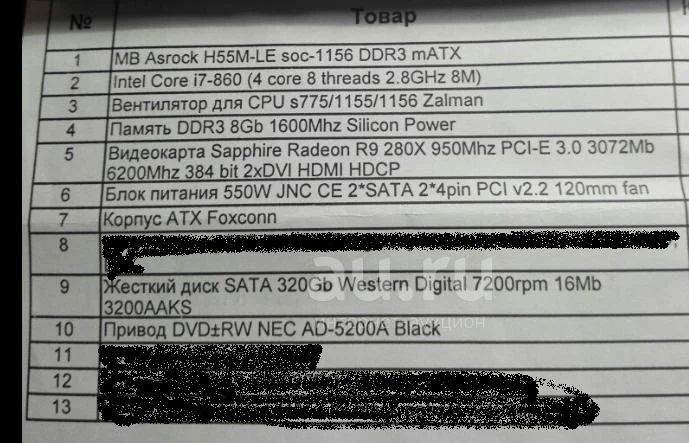 № Товар
1 MB Asrock H55M-LE soc-1156 DDR3 mATX
2 Intel Core i7-860 (4 core 8 threads 2.8GHz 8M)
3 Вентилятор для CPU s775/1155/1156 Zalman
4 Память DDR3 8Gb 1600Mhz Silicon Power
5 Видеокарта Sapphire Radeon R9 280X 950Mhz PCI-E 3.0 3072Mb
6200Mhz 384 bit 2xDVI HDMI HDCP
6 Блок питания 550W JNC CE 2*SATA 2*4pin PCI v2.2 120mm fan
7 Корпус ATX Foxconn
8
9 Жесткий диск SATA 320Gb Western Digital 7200rpm 16Mb
3200AAKS
au.ru
10 Привод DVD±RW NEC AD-5200A Black
11
12
13